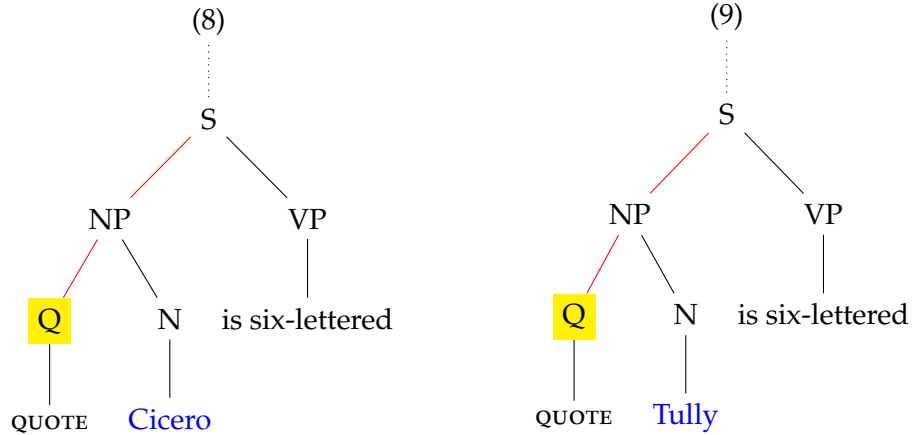 (8)
S
NP VP
Q N is six-lettered
QUOTE Cicero
(9)
S
NP VP
Q N is six-lettered
QUOTE Tully